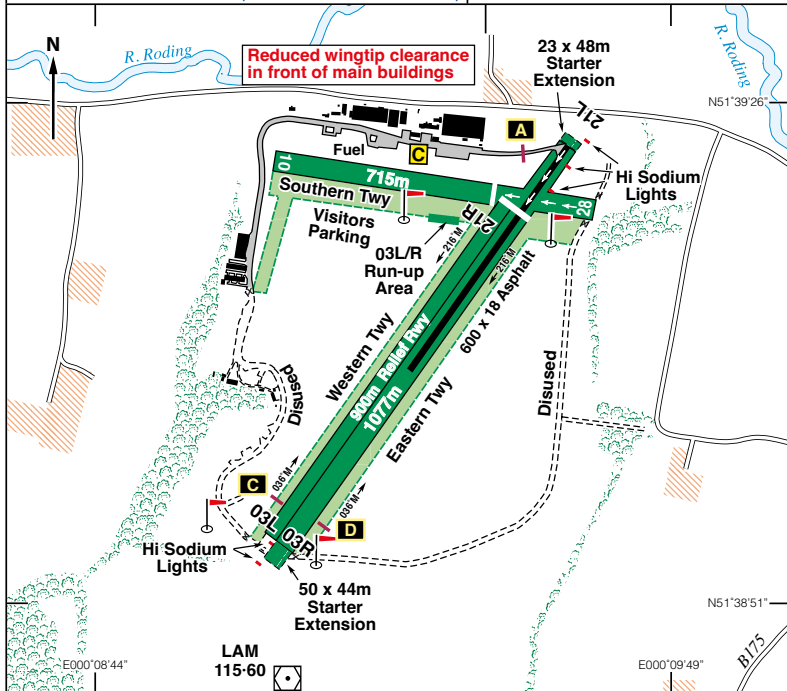 N
R. Roding
Reduced wingtip clearance
in front of main buildings
23 x 48m
Starter
Extension
R. Roding
N51°39'26"
21L
A
Fuel
C
Hi Sodium
Lights
10
715m
Southern Twy
28
Visitors
Parking
21R
216°M
03L/R
Run-up
Area
216°M
600 x 18 Asphalt
Western Twy
900m Relief Rwy
1077m
Eastern Twy
Disused
Disused
C
036°M
036°M
03L 03R
D
Hi Sodium
Lights
50 x 44m
Starter
Extension
N51°38'51"
LAM
115·60
E000°08'44"
E000°09'49"
B175